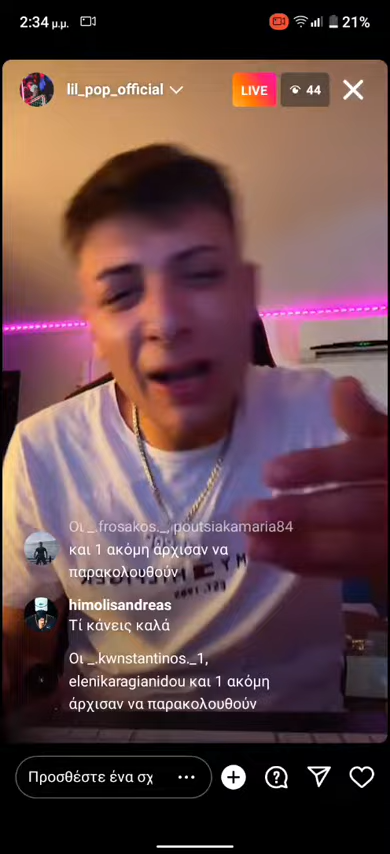 2:34 μ.μ.
21%
lil_pop_official
LIVE
44
Οι _.frosakos._, poutsiakamaria84
και 1 ακόμη άρχισαν να
παρακολουθούν
himolisandreas
Τί κάνεις καλά
Οι _.kwnstantinos._1,
elenikaragianidou και 1 ακόμη
άρχισαν να παρακολουθούν
Προσθέστε ένα σχ